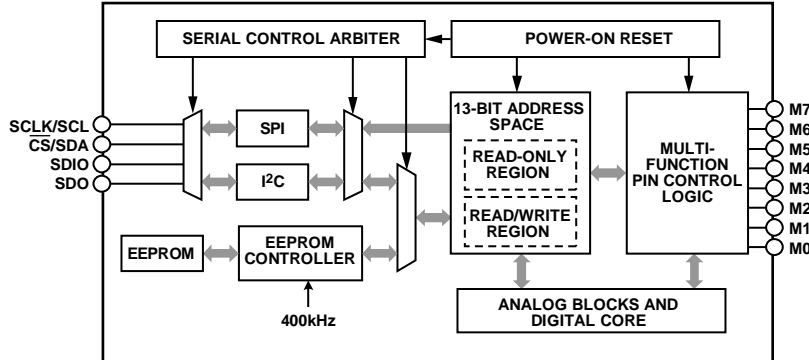 SERIAL CONTROL ARBITER
POWER-ON RESET
SCLK/SCL
CS/SDA
SDIO
SDO
SPI
I²C
EEPROM
EEPROM
CONTROLLER
400kHz
13-BIT ADDRESS
SPACE
READ-ONLY
REGION
READ/WRITE
REGION
MULTI-
FUNCTION
PIN CONTROL
LOGIC
M7
M6
M5
M4
M3
M2
M1
M0
ANALOG BLOCKS AND
DIGITAL CORE